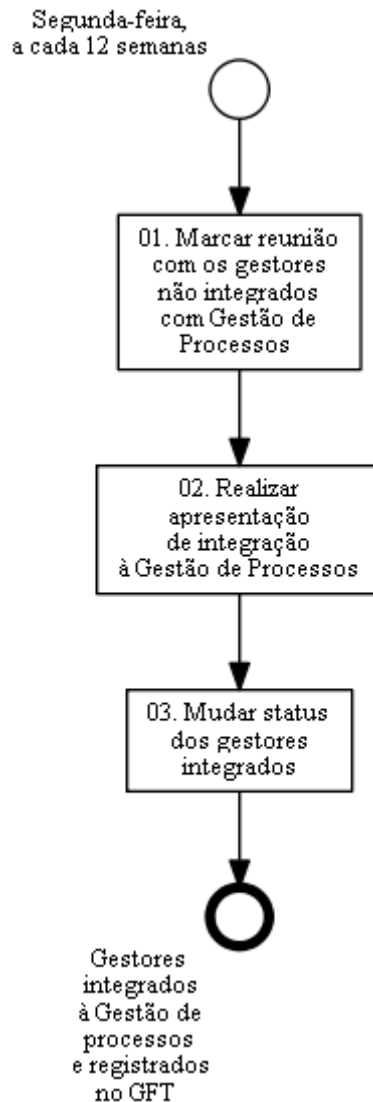 Segunda-feira,
a cada 12 semanas
01. Marcar reunião
com os gestores
não integrados
com Gestão de
Processos
02. Realizar
apresentação
de integração
à Gestão de Processos
03. Mudar status
dos gestores
integrados
Gestores
integrados
à Gestão de
processos
e registrados
no GFT